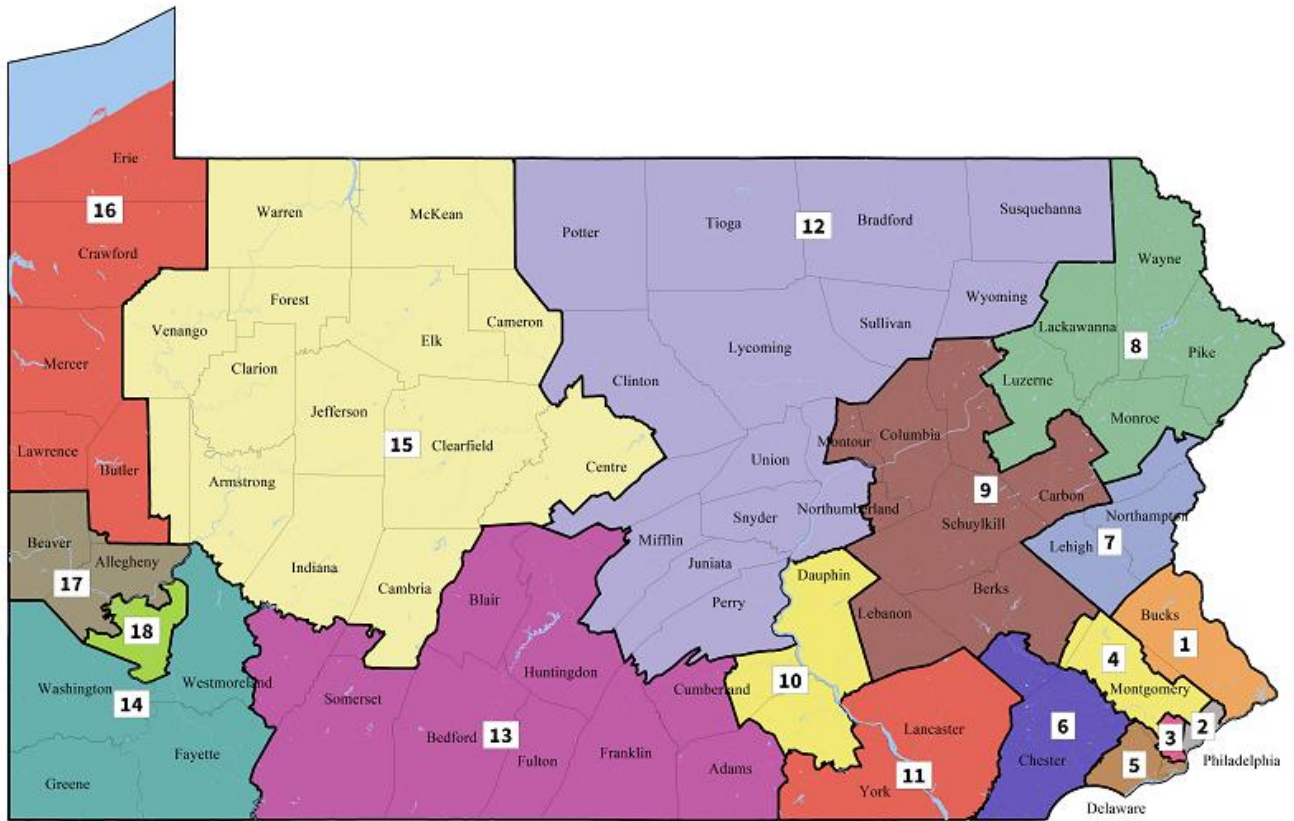 Erie
16
Warren
McKean
Susquehanna
Tioga
12
Bradford
Potter
Crawford
Wayne
Forest
Wyoming
Venango
Cameron
Sullivan
Lackawanna
Elk
8
Pike
Lycoming
Mercer
Clarion
Clinton
Luzerne
Jefferson
Monroe
Montour
Columbia
15
Clearfield
Lawrence
Butler
Union
Centre
Armstrong
9
Carbon
Northumberland
Snyder
Schuylkill
Northampton
Beaver
Mifflin
Lehigh
7
Allegheny
Juniata
Indiana
Dauphin
17
Cambria
Berks
Blair
Perry
Lebanon
Bucks
18
1
4
Huntingdon
Washington
Westmoreland
10
Cumberland
Montgomery
Somerset
14
6
2
Lancaster
Bedford
13
3
Fayette
Franklin
Fulton
Chester
5
Philadelphia
Adams
11
Greene
York
Delaware